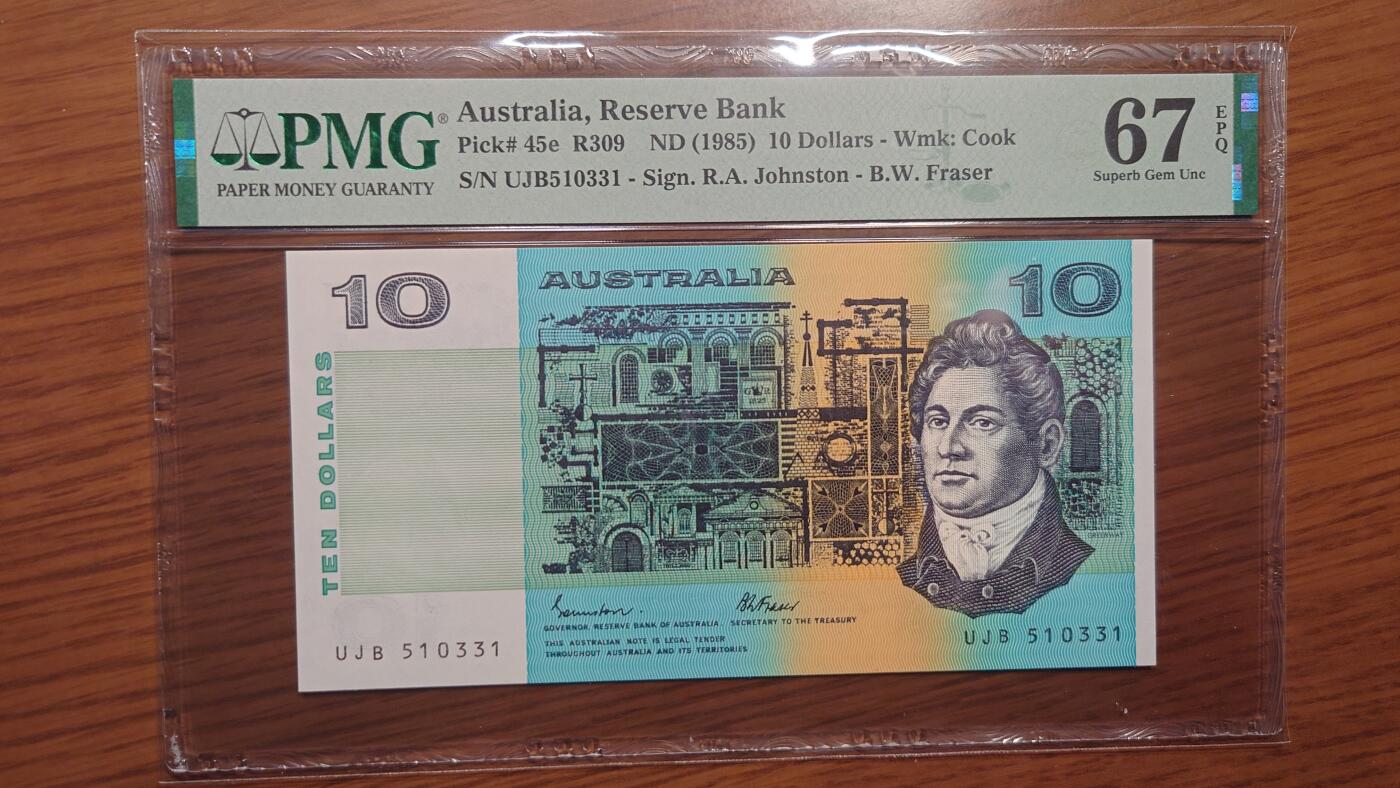 PMG®
PAPER MONEY GUARANTY
Australia, Reserve Bank
Pick# 45e R309 ND (1985) 10 Dollars - Wmk: Cook
S/N UJB510331 - Sign. R.A. Johnston - B.W. Fraser
67
EPQ
Superb Gem Unc
10
AUSTRALIA
10
TEN DOLLARS
GREENWAY
GOVERNOR, RESERVE BANK OF AUSTRALIA. SECRETARY TO THE TREASURY
THIS AUSTRALIAN NOTE IS LEGAL TENDER
THROUGHOUT AUSTRALIA AND ITS TERRITORIES
UJB 510331
UJB 510331